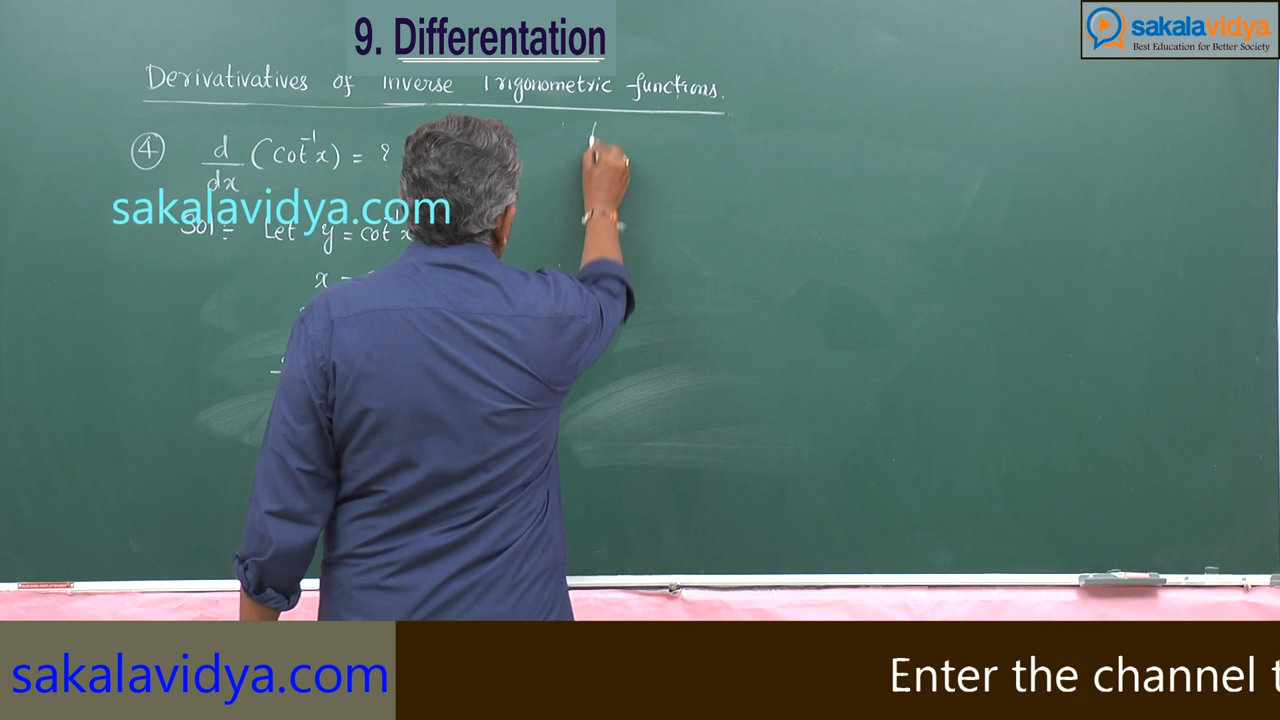 9. Differentation
sakalavidya
Best Education for Better Society
Derivativatives of Inverse Trigonometric functions.
4 d/dx (cot⁻¹x) = ?
sakalavidya.com
Sol:- Let y = cot⁻¹x
x =
sakalavidya.com
Enter the channel